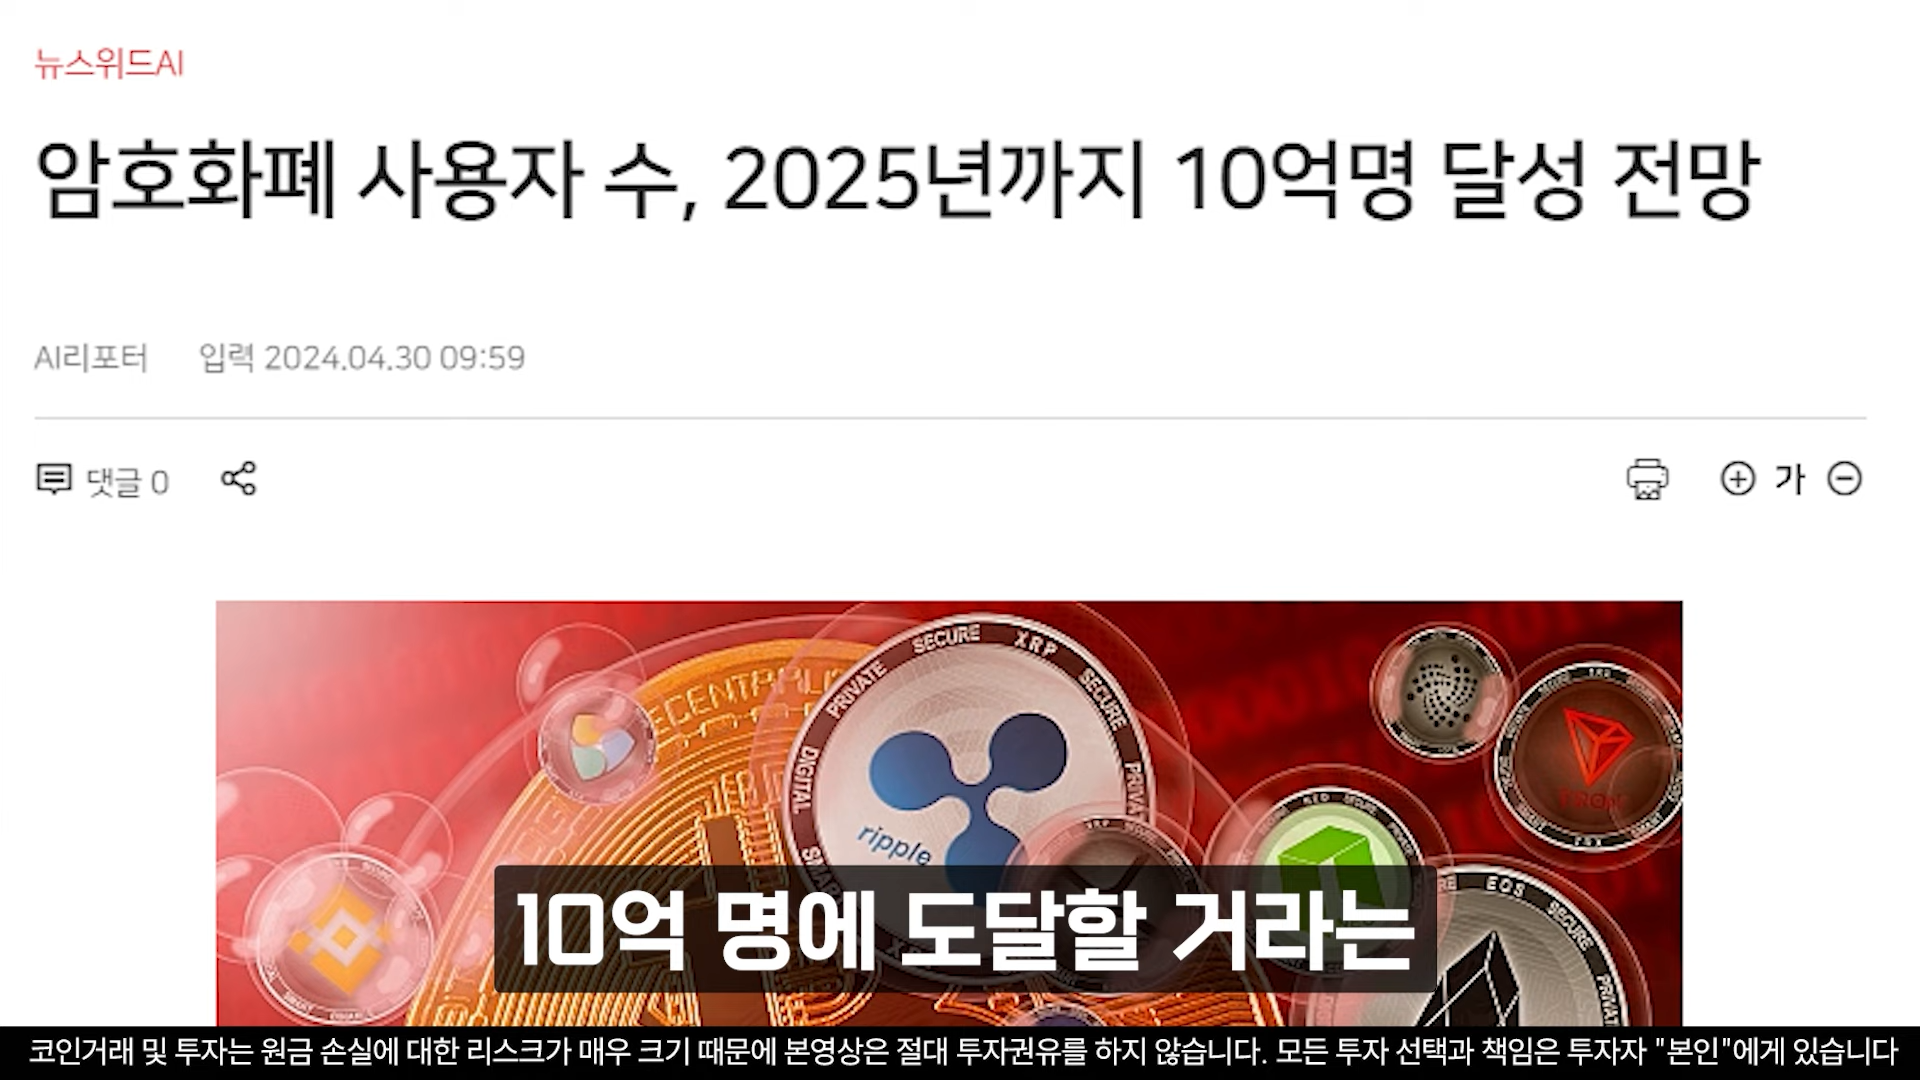 뉴스위드AI
암호화폐 사용자 수, 2025년까지 10억명 달성 전망
AI리포터 입력 2024.04.30 09:59
댓글 0
가
SECURE XRP SECURE
PRIVATE
DIGITAL
ripple
TRON
EOS
SECURE
10억 명에 도달할 거라는
코인거래 및 투자는 원금 손실에 대한 리스크가 매우 크기 때문에 본영상은 절대 투자권유를 하지 않습니다. 모든 투자 선택과 책임은 투자자 "본인"에게 있습니다